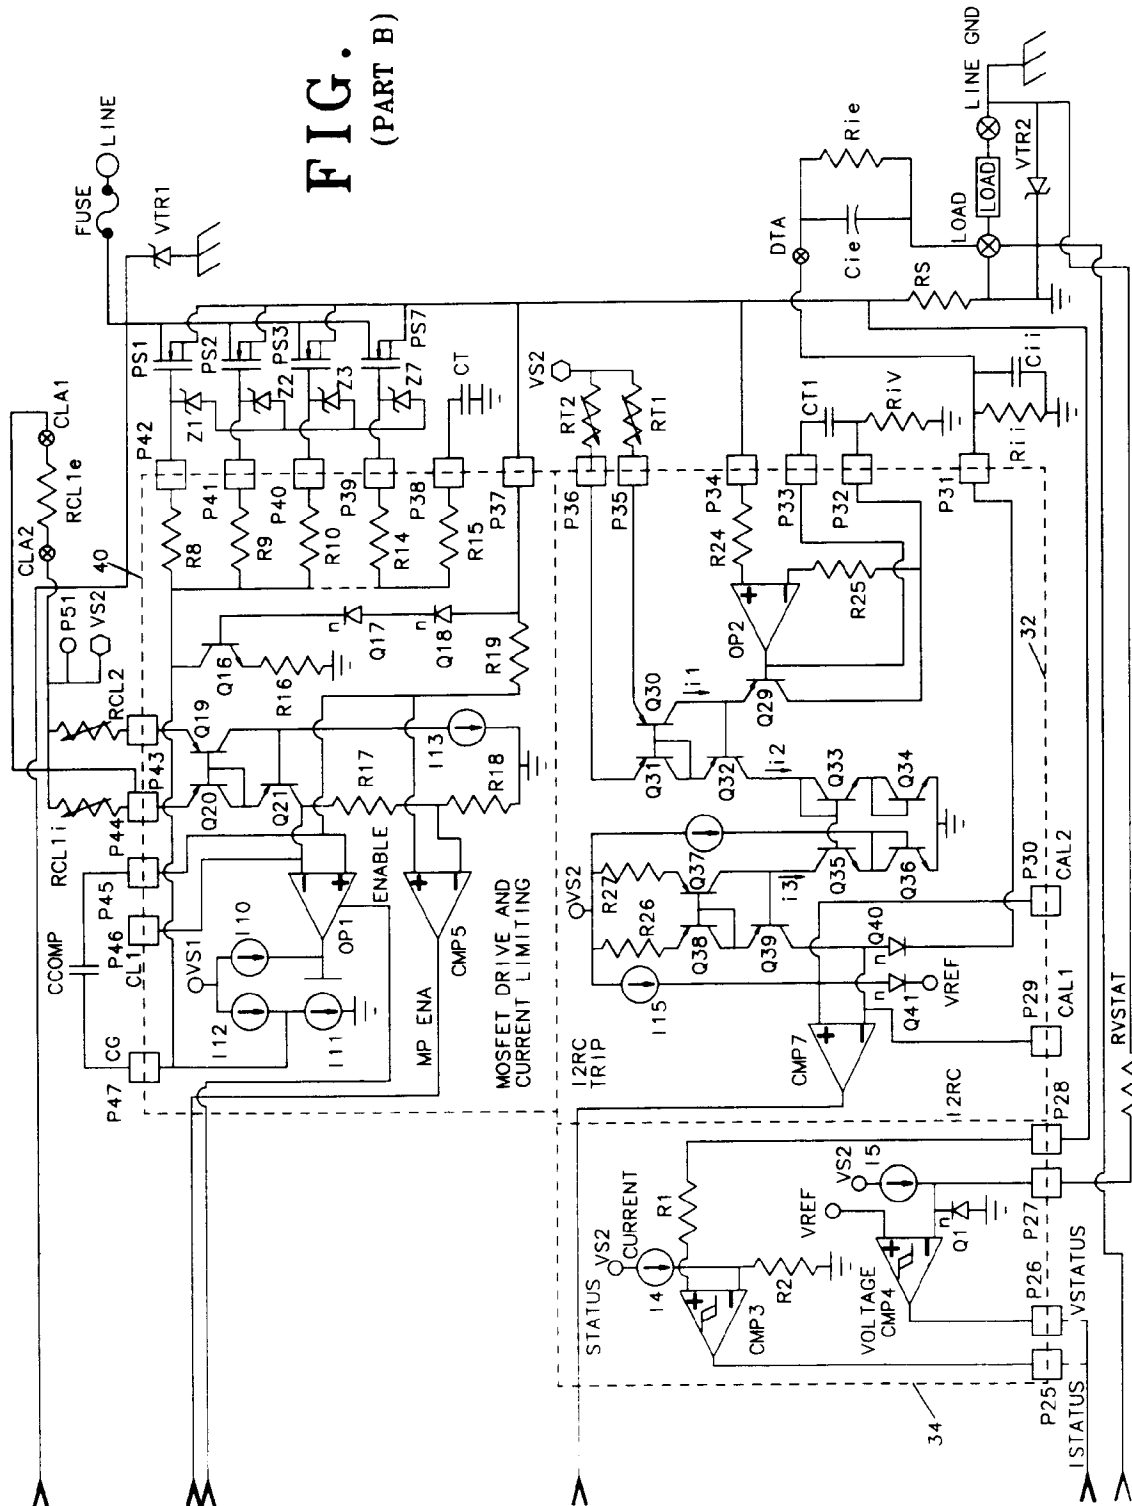 FIG.
(PART B)
FUSE
LINE
VTR1
CLA1
RCL1e
CLA2
40
P51
VS2
RCL2
RCL1i
P42
P43
P44
P45
P46
P47
CCOMP
CL1
CG
PS1
PS2
PS3
PS7
Z1
Z2
Z3
Z7
CT
P41
P40
P39
P38
P37
R8
R9
R10
R14
R15
Q16
R16
n
Q17
n
Q18
R19
Q19
Q20
Q21
R17
R18
I13
VS1
I10
I12
I11
OP1
ENABLE
CMP5
MP ENA
MOSFET DRIVE AND
CURRENT LIMITING
VS2
RT2
RT1
P36
P35
P34
P33
P32
P31
R24
R25
OP2
CT1
RIV
Rii
Cii
DTA
Cie
Rie
RS
LOAD
LOAD
LINE GND
VTR2
32
Q30
Q31
i1
Q29
Q32
i2
Q33
Q34
Q35
Q36
VS2
R27
R26
Q37
Q38
i3
Q39
n
Q40
n
Q41
VREF
I15
I2RC
TRIP
CMP7
I2RC
P30
CAL2
P29
CAL1
P28
RVSTAT
P27
P26
VSTATUS
P25
ISTATUS
34
STATUS
VS2
CURRENT
I4
R1
R2
CMP3
VS2
I5
VREF
n
Q1
VOLTAGE
CMP4